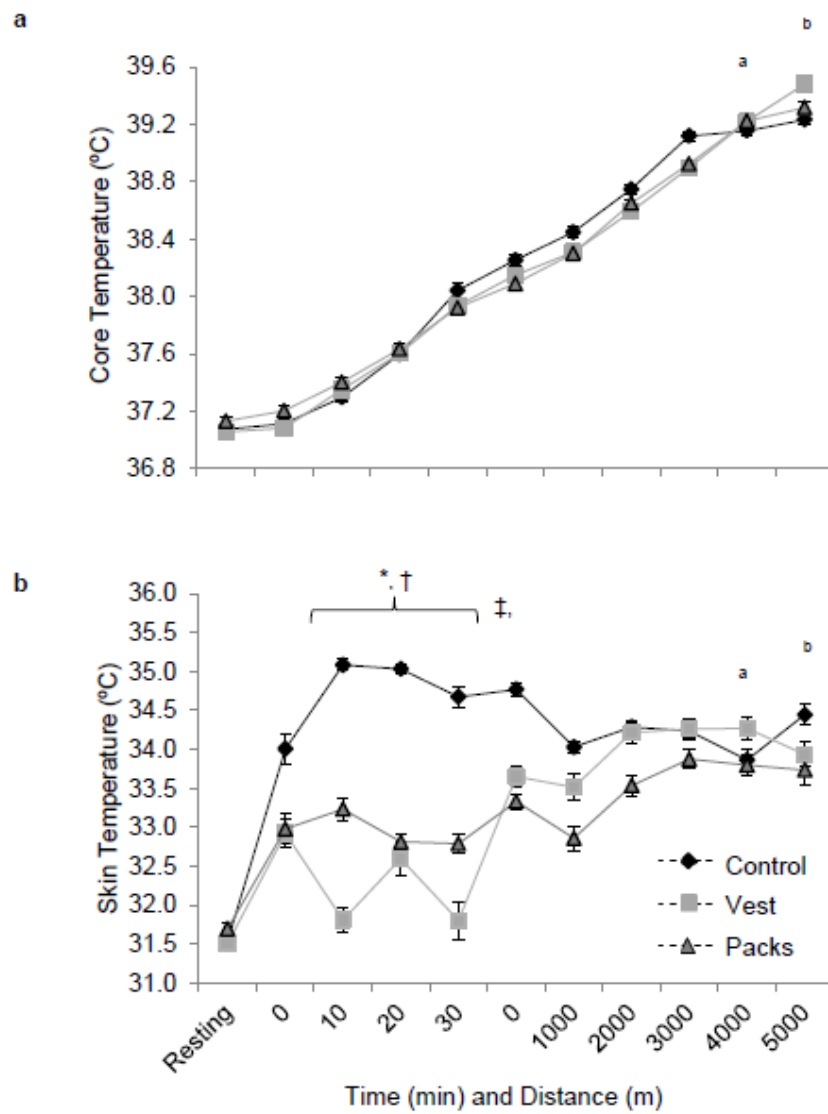 a
b
a
39.6
39.2
38.8
38.4
38.0
37.6
37.2
36.8
Core Temperature (ºC)
b
36.0
35.5
35.0
34.5
34.0
33.5
33.0
32.5
32.0
31.5
31.0
Skin Temperature (ºC)
*, †
‡,
a
b
Control
Vest
Packs
Resting 0 10 20 30 0 1000 2000 3000 4000 5000
Time (min) and Distance (m)